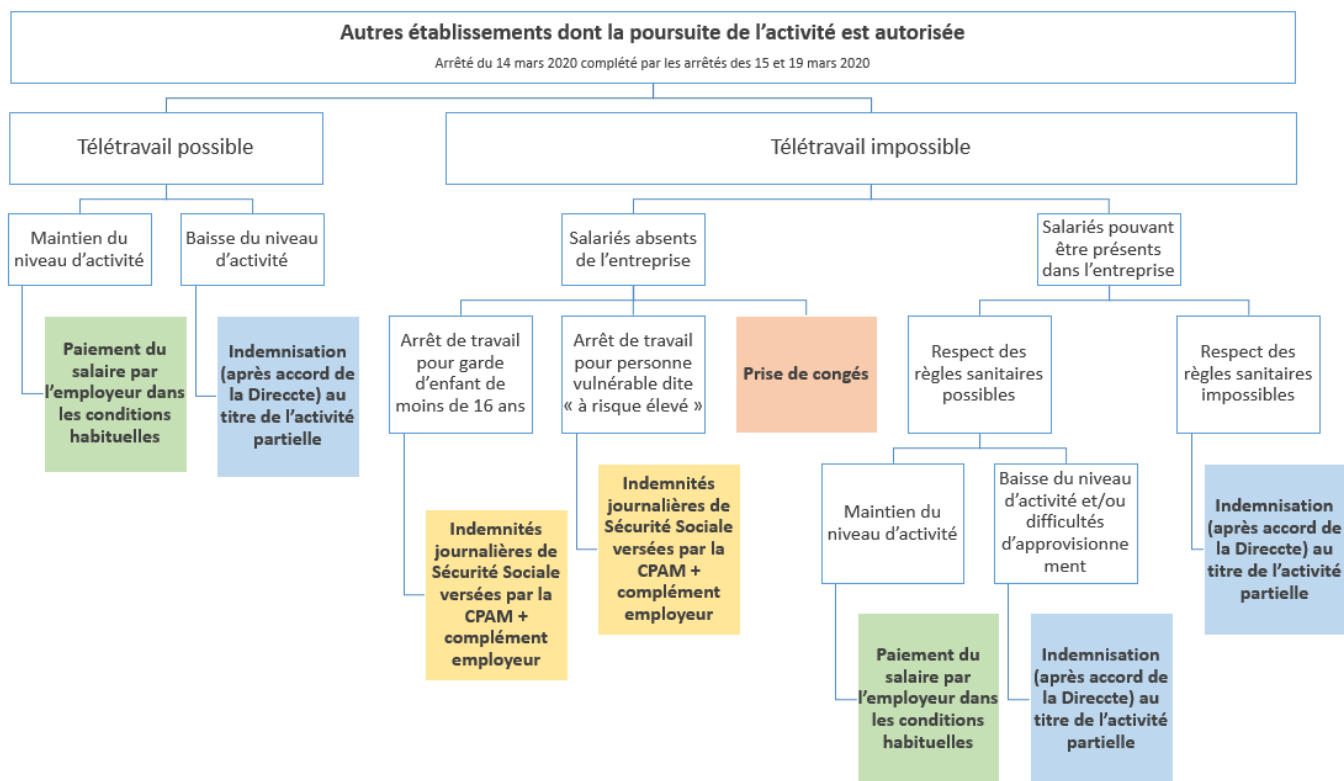 Autres établissements dont la poursuite de l’activité est autorisée
Arrêté du 14 mars 2020 complété par les arrêtés des 15 et 19 mars 2020
Télétravail possible
Télétravail impossible
Maintien du
niveau d’activité
Baisse du niveau
d’activité
Salariés absents
de l’entreprise
Salariés pouvant
être présents
dans l’entreprise
Paiement du
salaire par
l’employeur dans
les conditions
habituelles
Indemnisation
(après accord de
la Direccte) au
titre de l’activité
partielle
Arrêt de travail
pour garde
d’enfant de
moins de 16 ans
Arrêt de travail
pour personne
vulnérable dite
« à risque élevé »
Prise de congés
Respect des
règles sanitaires
possibles
Respect des
règles sanitaires
impossibles
Indemnités
journalières de
Sécurité Sociale
versées par la
CPAM +
complément
employeur
Indemnités
journalières de
Sécurité Sociale
versées par la
CPAM +
complément
employeur
Maintien du
niveau d’activité
Baisse du niveau
d’activité et/ou
difficultés
d’approvisionne
ment
Indemnisation
(après accord de
la Direccte) au
titre de l’activité
partielle
Paiement du
salaire par
l’employeur dans
les conditions
habituelles
Indemnisation
(après accord de
la Direccte) au
titre de l’activité
partielle